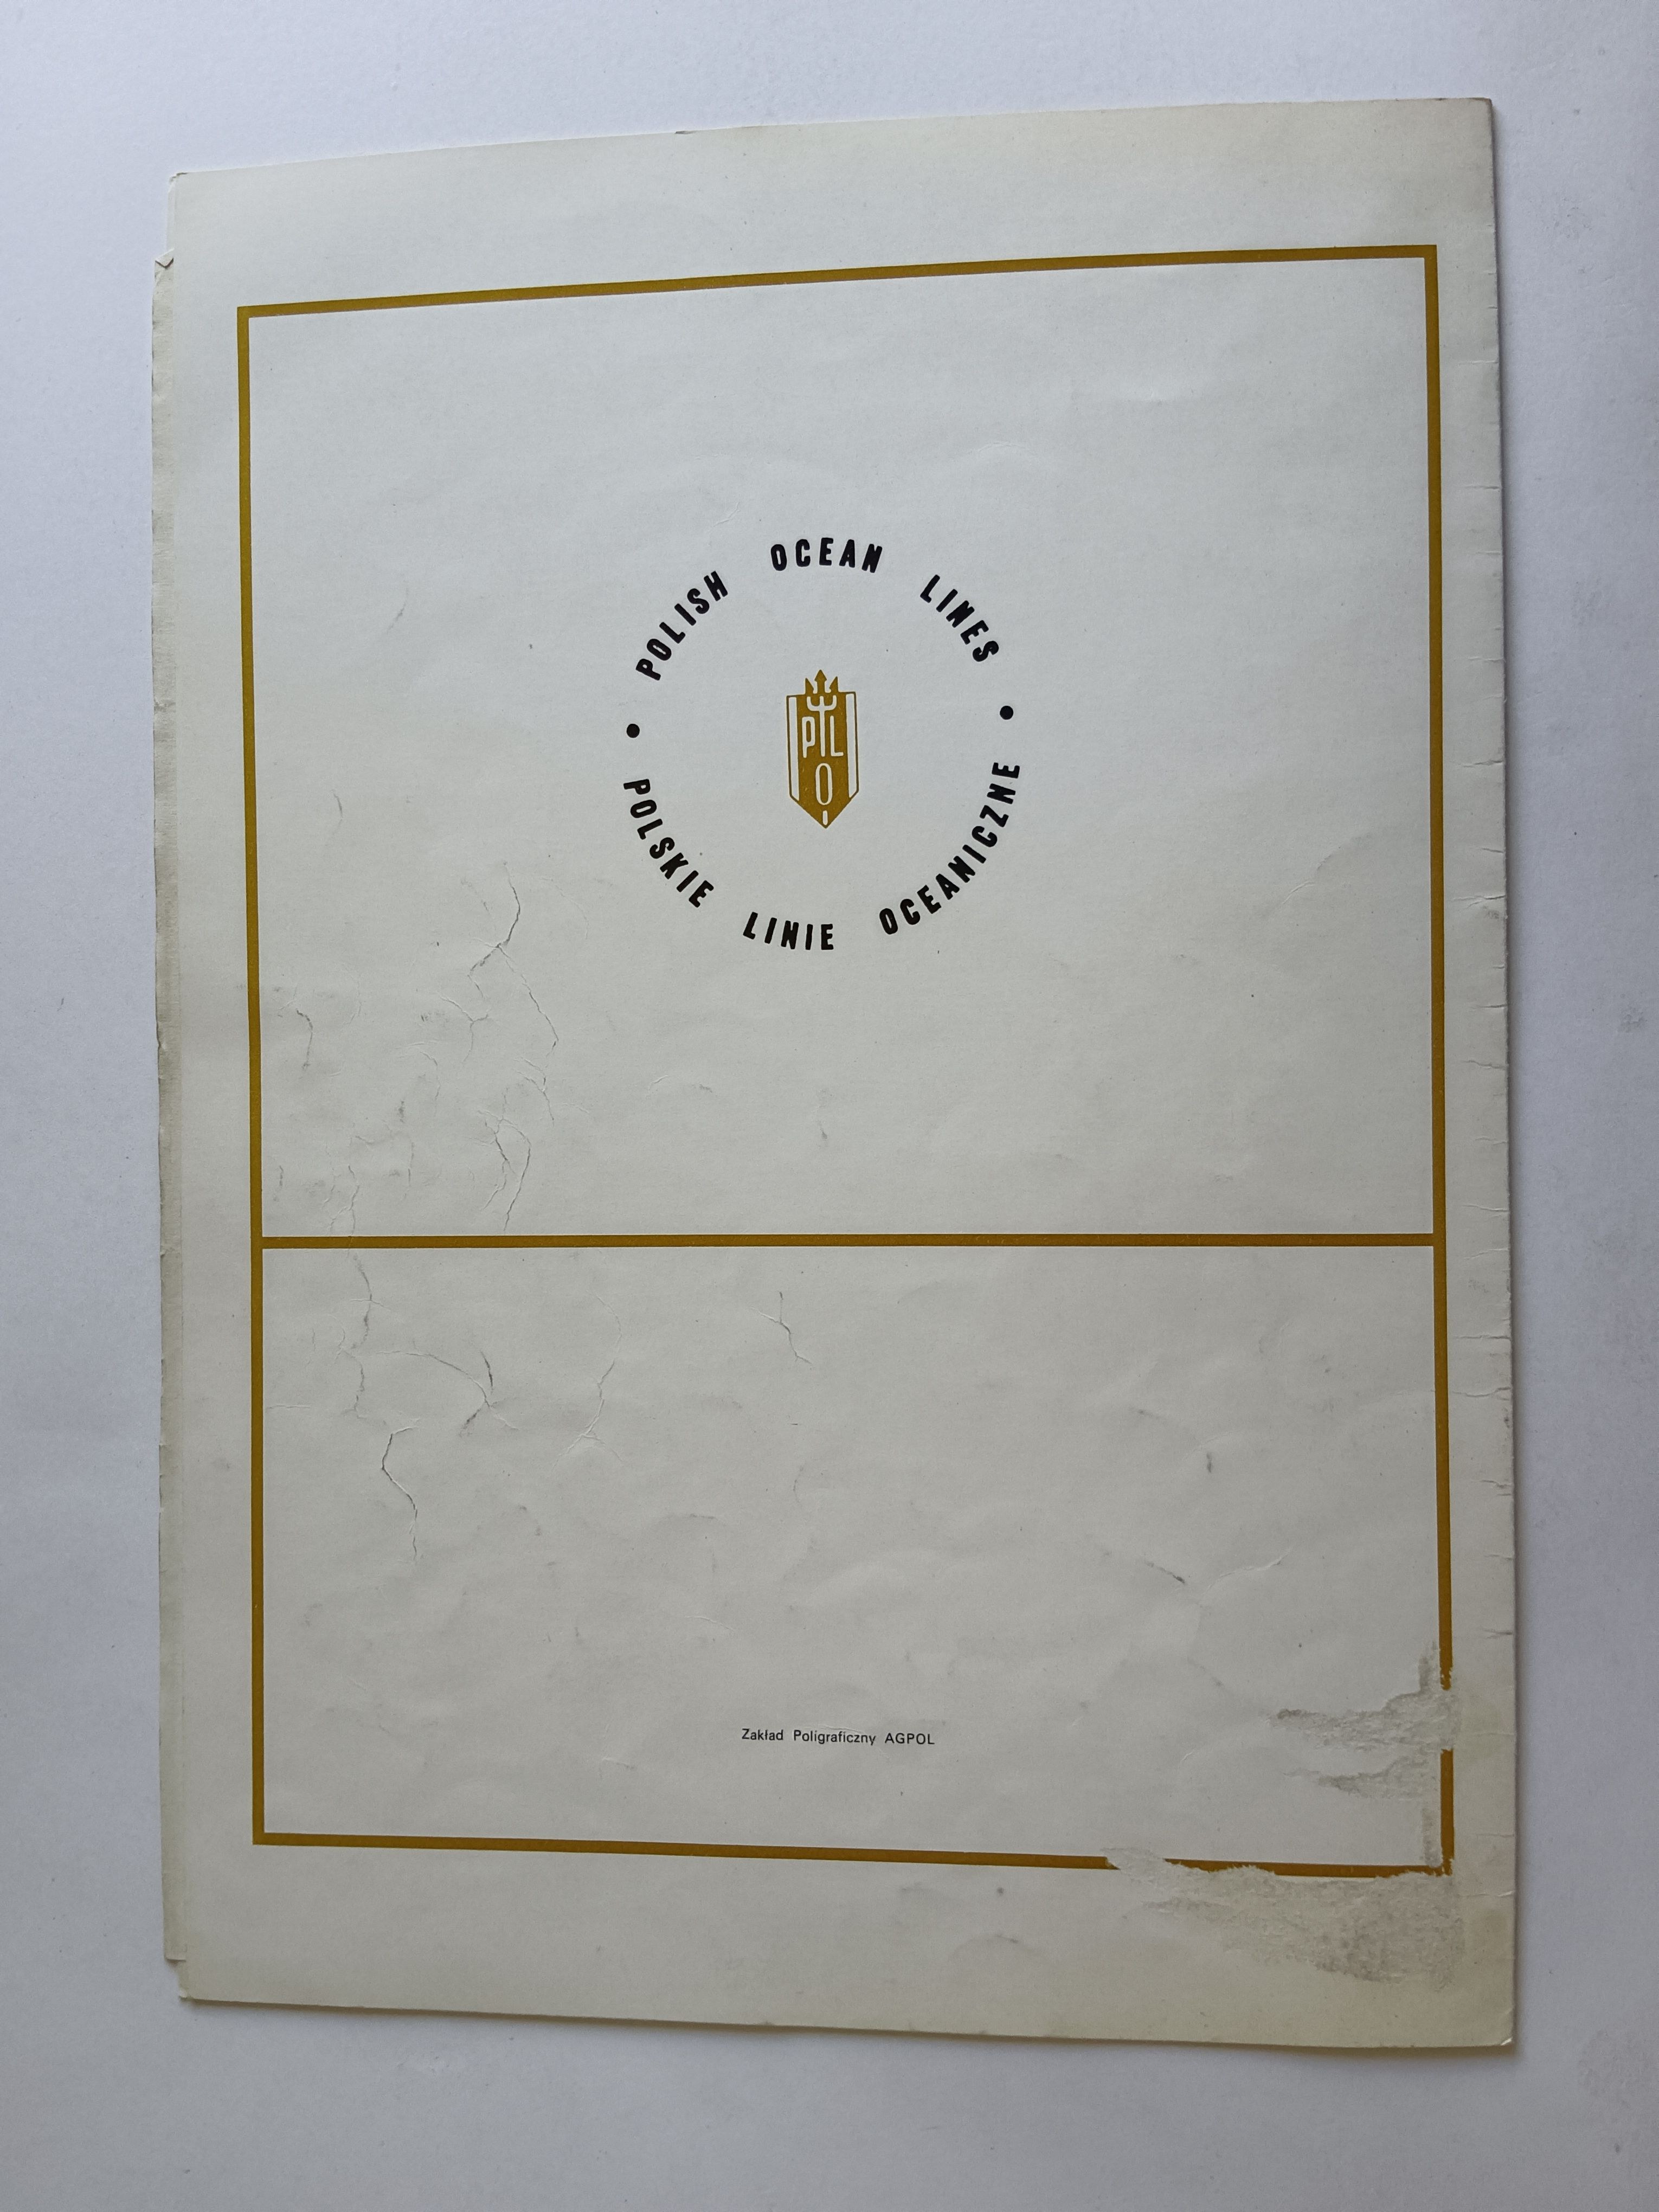 POLISH OCEAN LINES
PLO
POLSKIE LINIE OCEANICZNE
Zakład Poligraficzny AGPOL